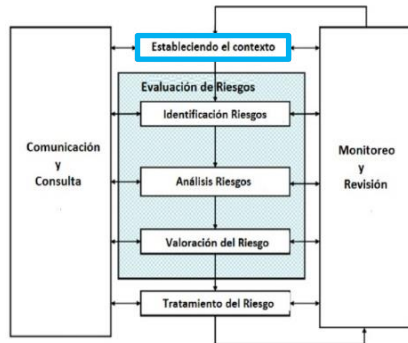 Estableciendo el contexto
Evaluación de Riesgos
Identificación Riesgos
Comunicación
y
Consulta
Análisis Riesgos
Monitoreo
y
Revisión
Valoración del Riesgo
Tratamiento del Riesgo